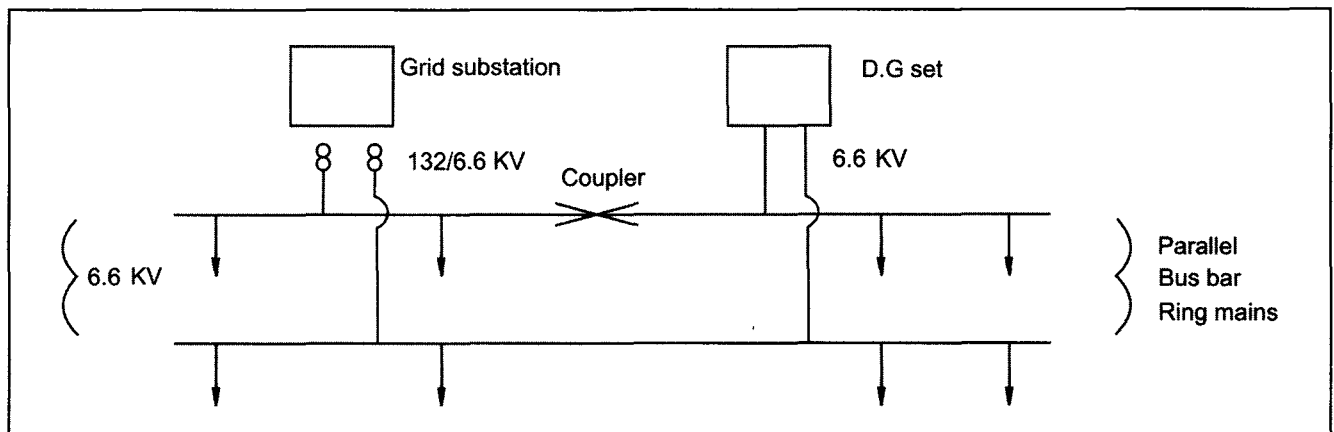 Grid substation
D.G set
132/6.6 KV
6.6 KV
Coupler
6.6 KV
Parallel
Bus bar
Ring mains